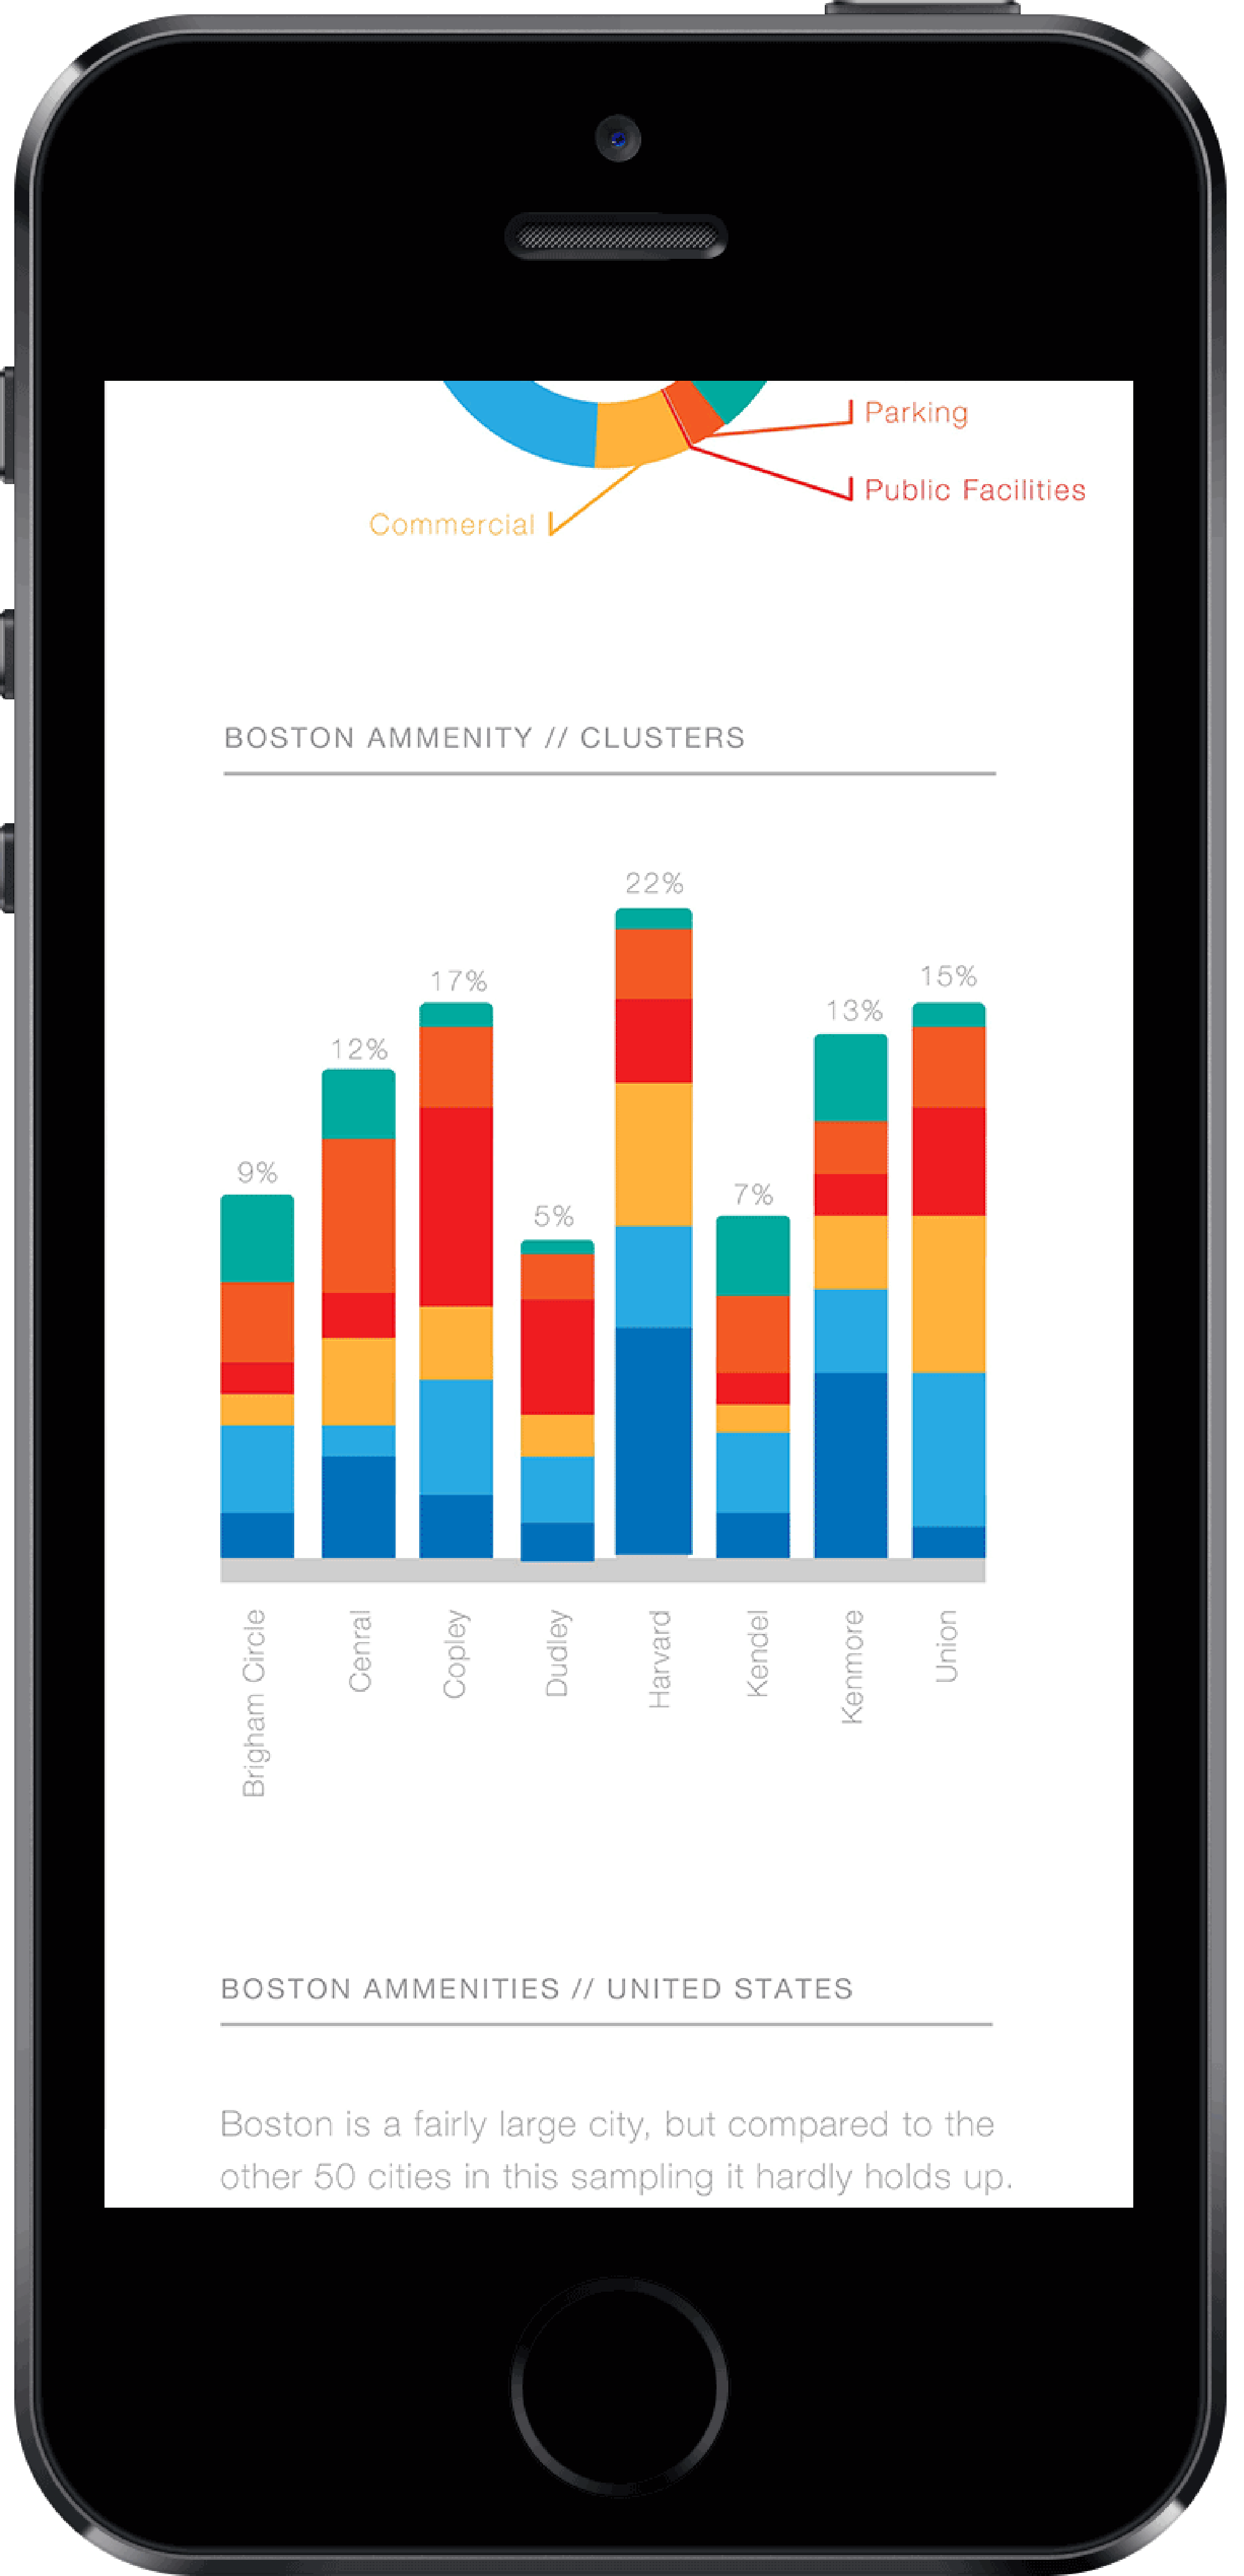 Parking
Public Facilities
Commercial
BOSTON AMMENITY // CLUSTERS
22%
17%
15%
13%
12%
9%
7%
5%
Brigham Circle
Cenral
Copley
Dudley
Harvard
Kendel
Kenmore
Union
BOSTON AMMENITIES // UNITED STATES
Boston is a fairly large city, but compared to the
other 50 cities in this sampling it hardly holds up.